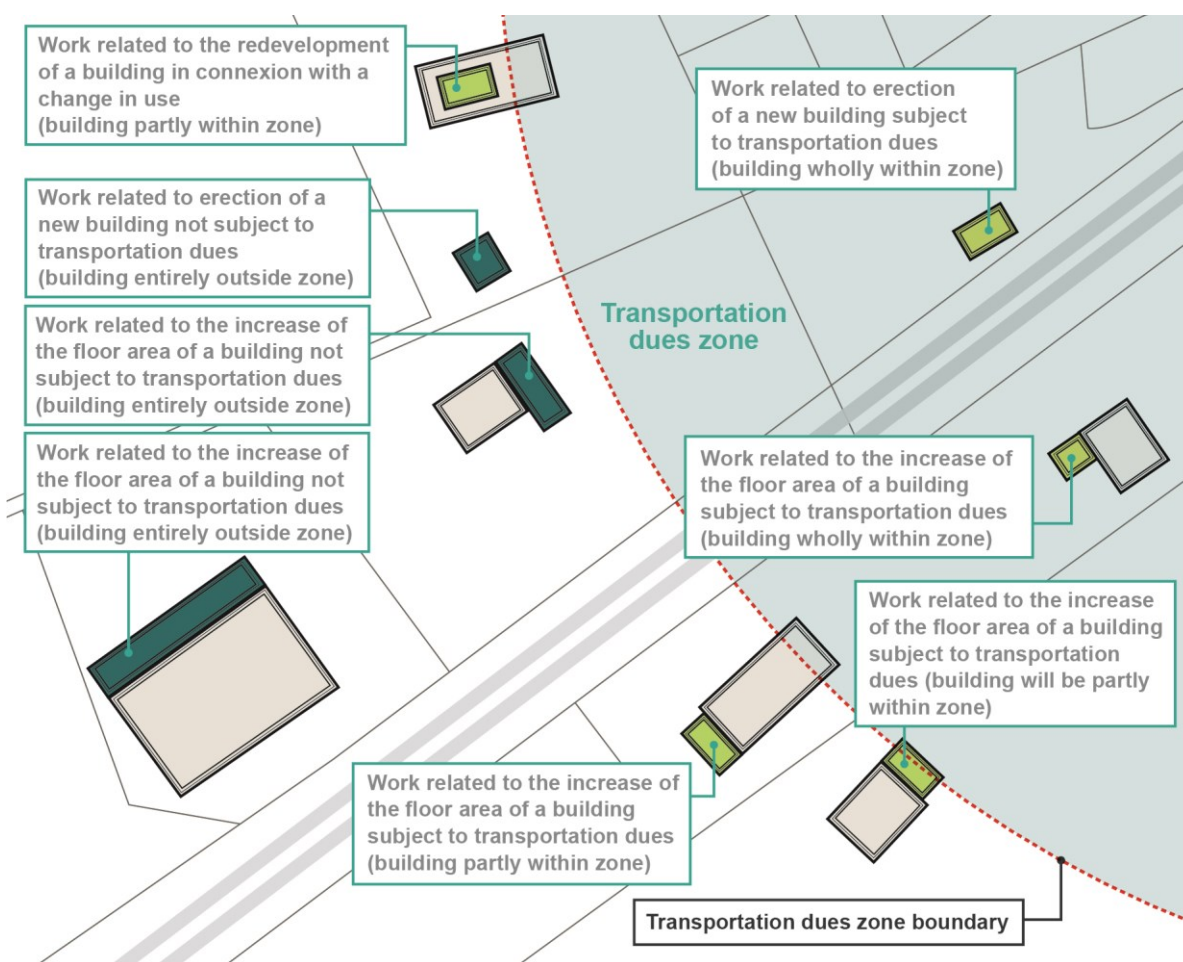 Work related to the redevelopment
of a building in connexion with a
change in use
(building partly within zone)
Work related to erection
of a new building subject
to transportation dues
(building wholly within zone)
Work related to erection of a
new building not subject to
transportation dues
(building entirely outside zone)
Transportation
dues zone
Work related to the increase of
the floor area of a building not
subject to transportation dues
(building entirely outside zone)
Work related to the increase of
the floor area of a building not
subject to transportation dues
(building entirely outside zone)
Work related to the increase of
the floor area of a building
subject to transportation dues
(building wholly within zone)
Work related to the increase
of the floor area of a building
subject to transportation
dues (building will be partly
within zone)
Work related to the increase of
the floor area of a building
subject to transportation dues
(building partly within zone)
Transportation dues zone boundary